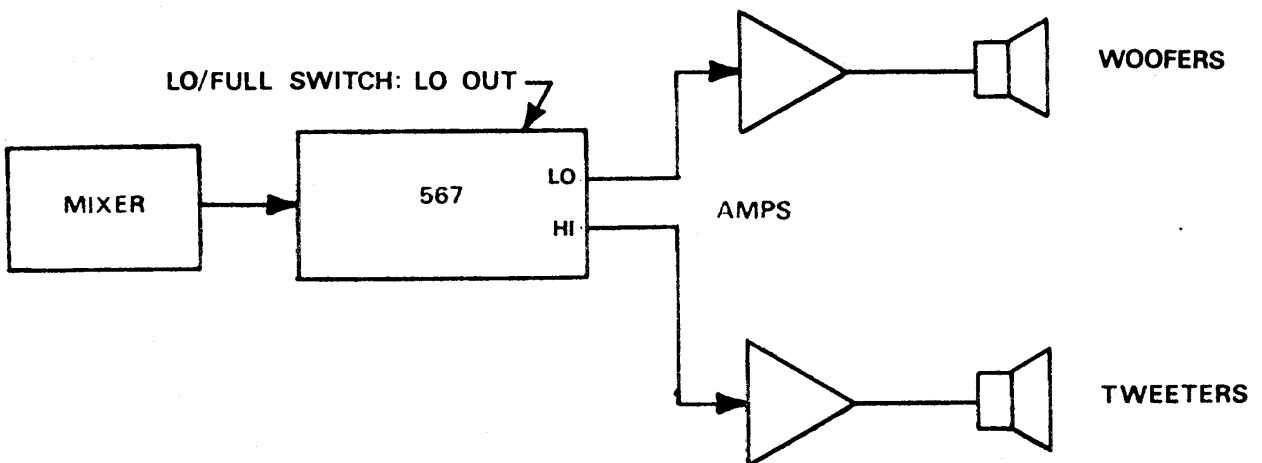 LO/FULL SWITCH: LO OUT
MIXER
567
LO
HI
AMPS
WOOFERS
TWEETERS